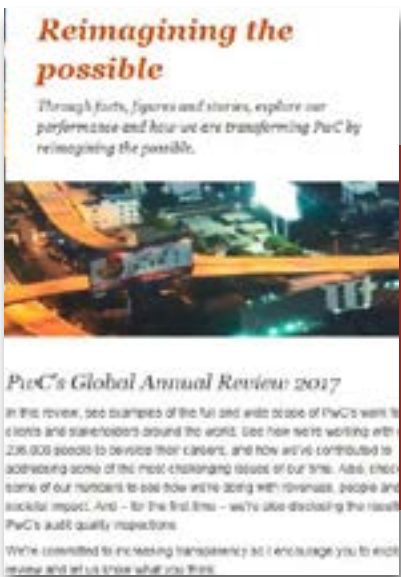 Reimagining the
possible
Through facts, figures and stories, explore our
performance and how we are transforming PwC by
reimagining the possible.
PwC's Global Annual Review 2017
In this review, see examples of the full and wide scope of PwC's work
clients and stakeholders around the world. See how we're working with
people to develop their careers, and how we've contributed to
addressing some of the most challenging issues of our time. Also, check
some of our numbers to see how we're doing with revenues, people and
societal impact. And – for the first time – we're also disclosing the
PwC's audit quality inspections.
We're committed to increasing transparency so I encourage you to
review and let us know what you think.